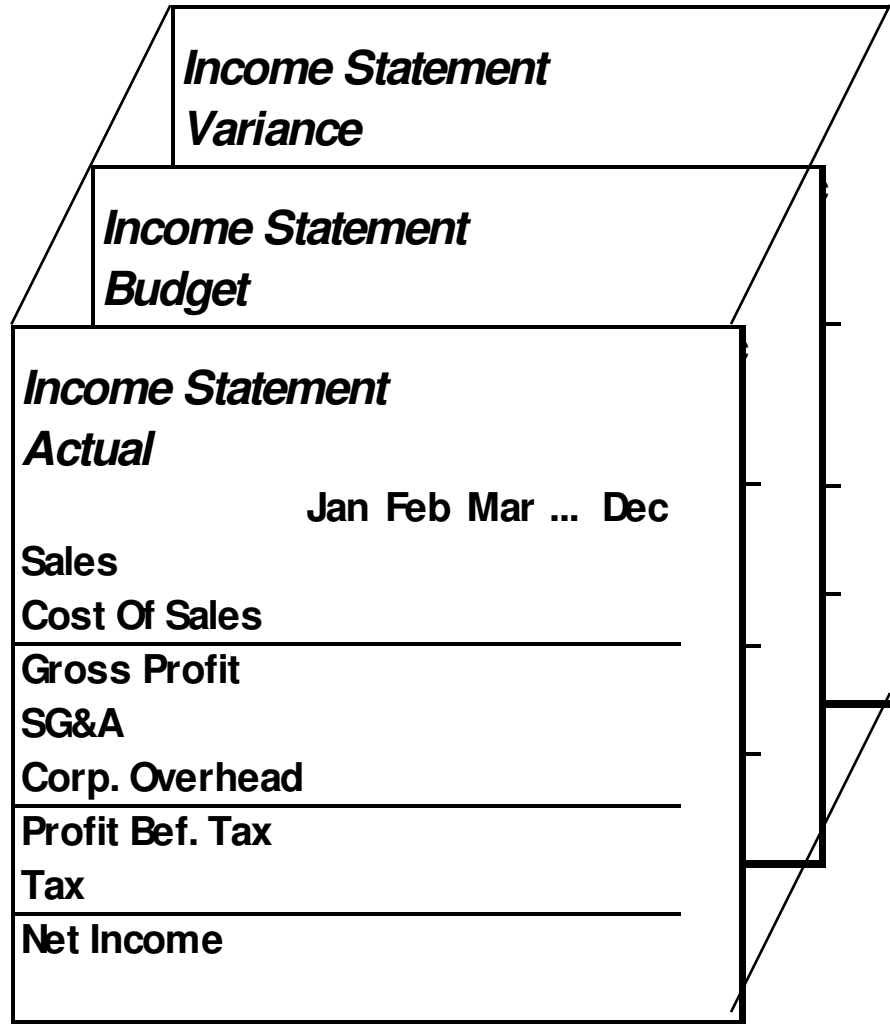 Income Statement
Variance
Income Statement
Budget
Income Statement
Actual
Jan Feb Mar ... Dec
Sales
Cost Of Sales
Gross Profit
SG&A
Corp. Overhead
Profit Bef. Tax
Tax
Net Income